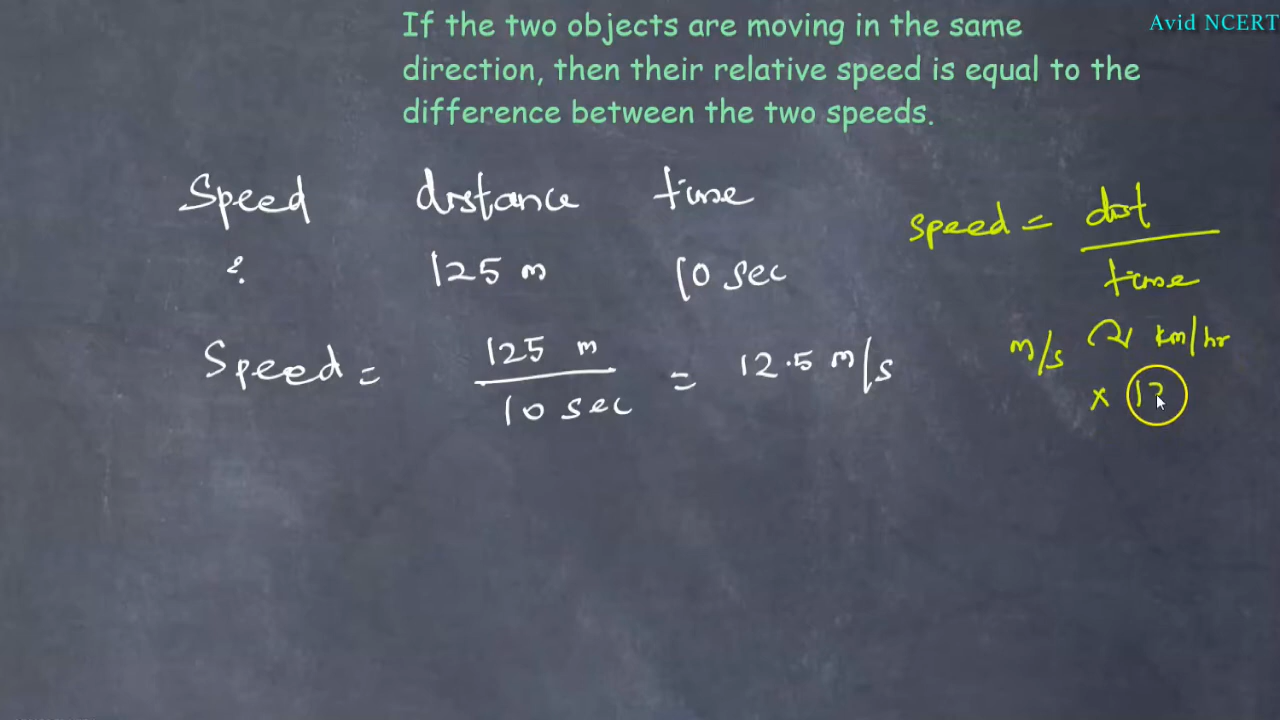 Avid NCERT
If the two objects are moving in the same
direction, then their relative speed is equal to the
difference between the two speeds.
Speed distance time
? 125 m 10 sec
speed = dist / time
Speed = 125 m / 10 sec = 12.5 m/s
m/s km/hr
×